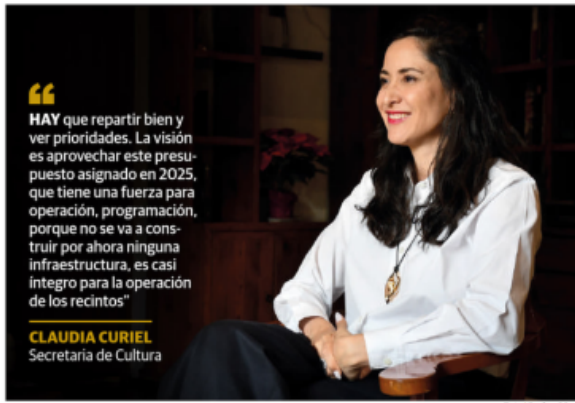 “
HAY que repartir bien y
ver prioridades. La visión
es aprovechar este presu-
puesto asignado en 2025,
que tiene una fuerza para
operación, programación,
porque no se va a cons-
truir por ahora ninguna
infraestructura, es casi
íntegro para la operación
de los recintos”
CLAUDIA CURIEL
Secretaria de Cultura